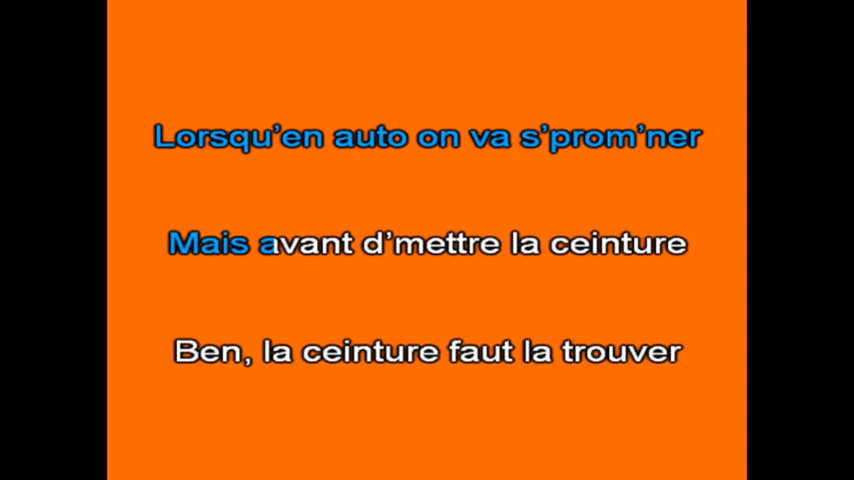 Lorsqu’en auto on va s’prom’ner
Mais avant d’mettre la ceinture
Ben, la ceinture faut la trouver